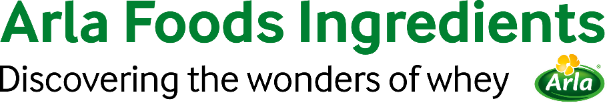 Arla Foods Ingredients
Discovering the wonders of whey
Arla®